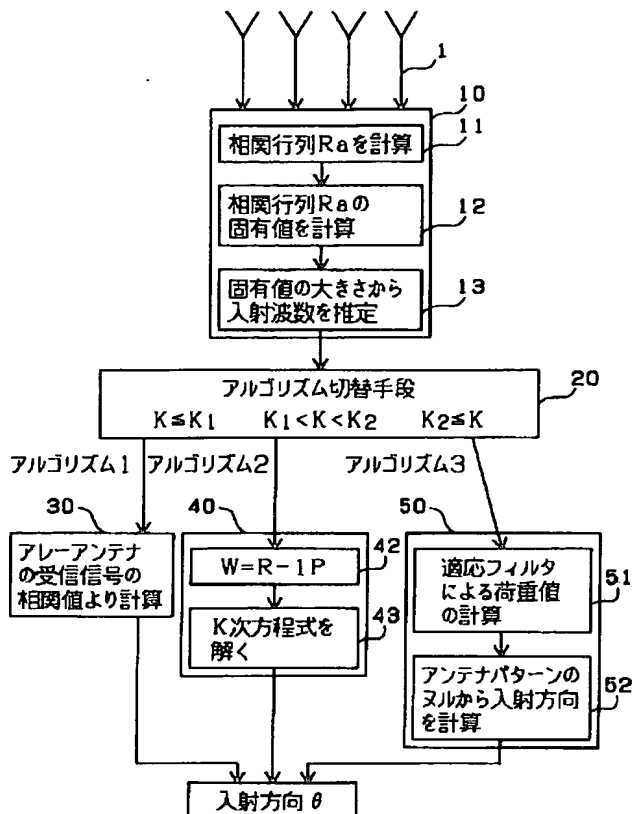 1
10
11
相関行列Raを計算
相関行列Raの
固有値を計算
12
固有値の大きさから
入射波数を推定
13
アルゴリズム切替手段
K≦K1 K1<K<K2 K2≦K
20
アルゴリズム1 アルゴリズム2 アルゴリズム3
30
アレーアンテナ
の受信信号の
相関値より計算
40
W=R-1P
42
K次方程式を
解く
43
50
適応フィルタ
による荷重値
の計算
51
アンテナパターンの
ヌルから入射方向
を計算
52
入射方向θ